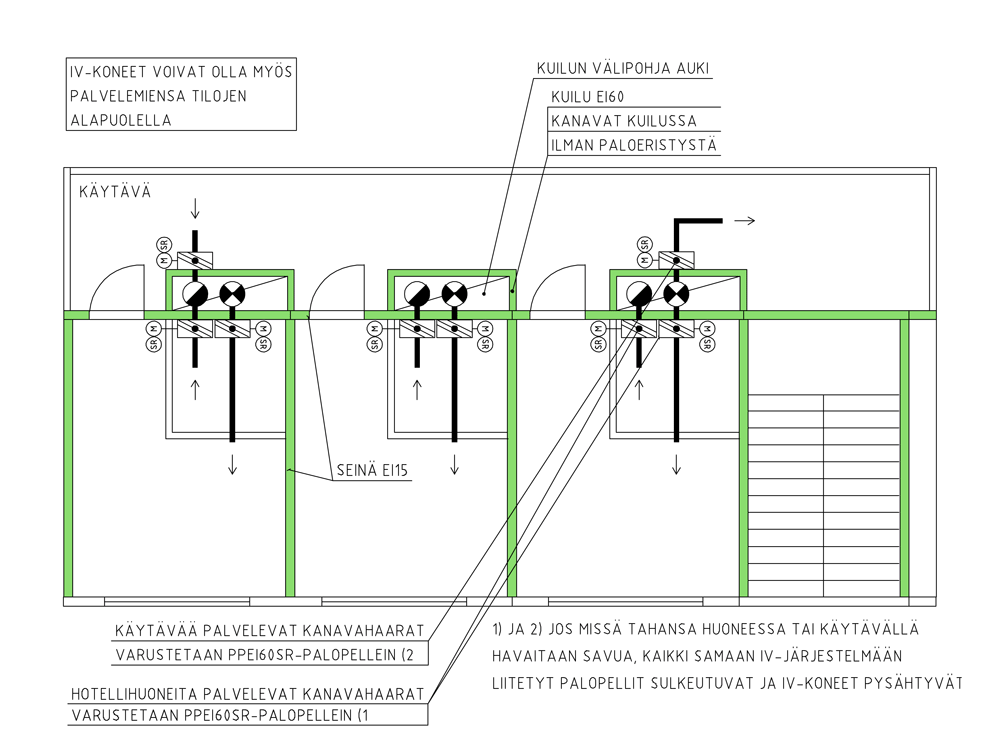 IV-KONEET VOIVAT OLLA MYÖS
PALVELEMIENSA TILOJEN
ALAPUOLELLA
KUILUN VÄLIPOHJA AUKI
KUILU EI60
KANAVAT KUILUSSA
ILMAN PALOERISTYSTÄ
KÄYTÄVÄ
SR
M
SR
M
M
SR
M
SR
M
SR
M
SR
M
SR
M
SR
SEINÄ EI15
KÄYTÄVÄÄ PALVELEVAT KANAVAHAARAT
VARUSTETAAN PPEI60SR-PALOPELLEIN (2
HOTELLIHUONEITA PALVELEVAT KANAVAHAARAT
VARUSTETAAN PPEI60SR-PALOPELLEIN (1
1) JA 2) JOS MISSÄ TAHANSA HUONEESSA TAI KÄYTÄVÄLLÄ
HAVAITAAN SAVUA, KAIKKI SAMAAN IV-JÄRJESTELMÄÄN
LIITETYT PALOPELLIT SULKEUTUVAT JA IV-KONEET PYSÄHTYVÄT